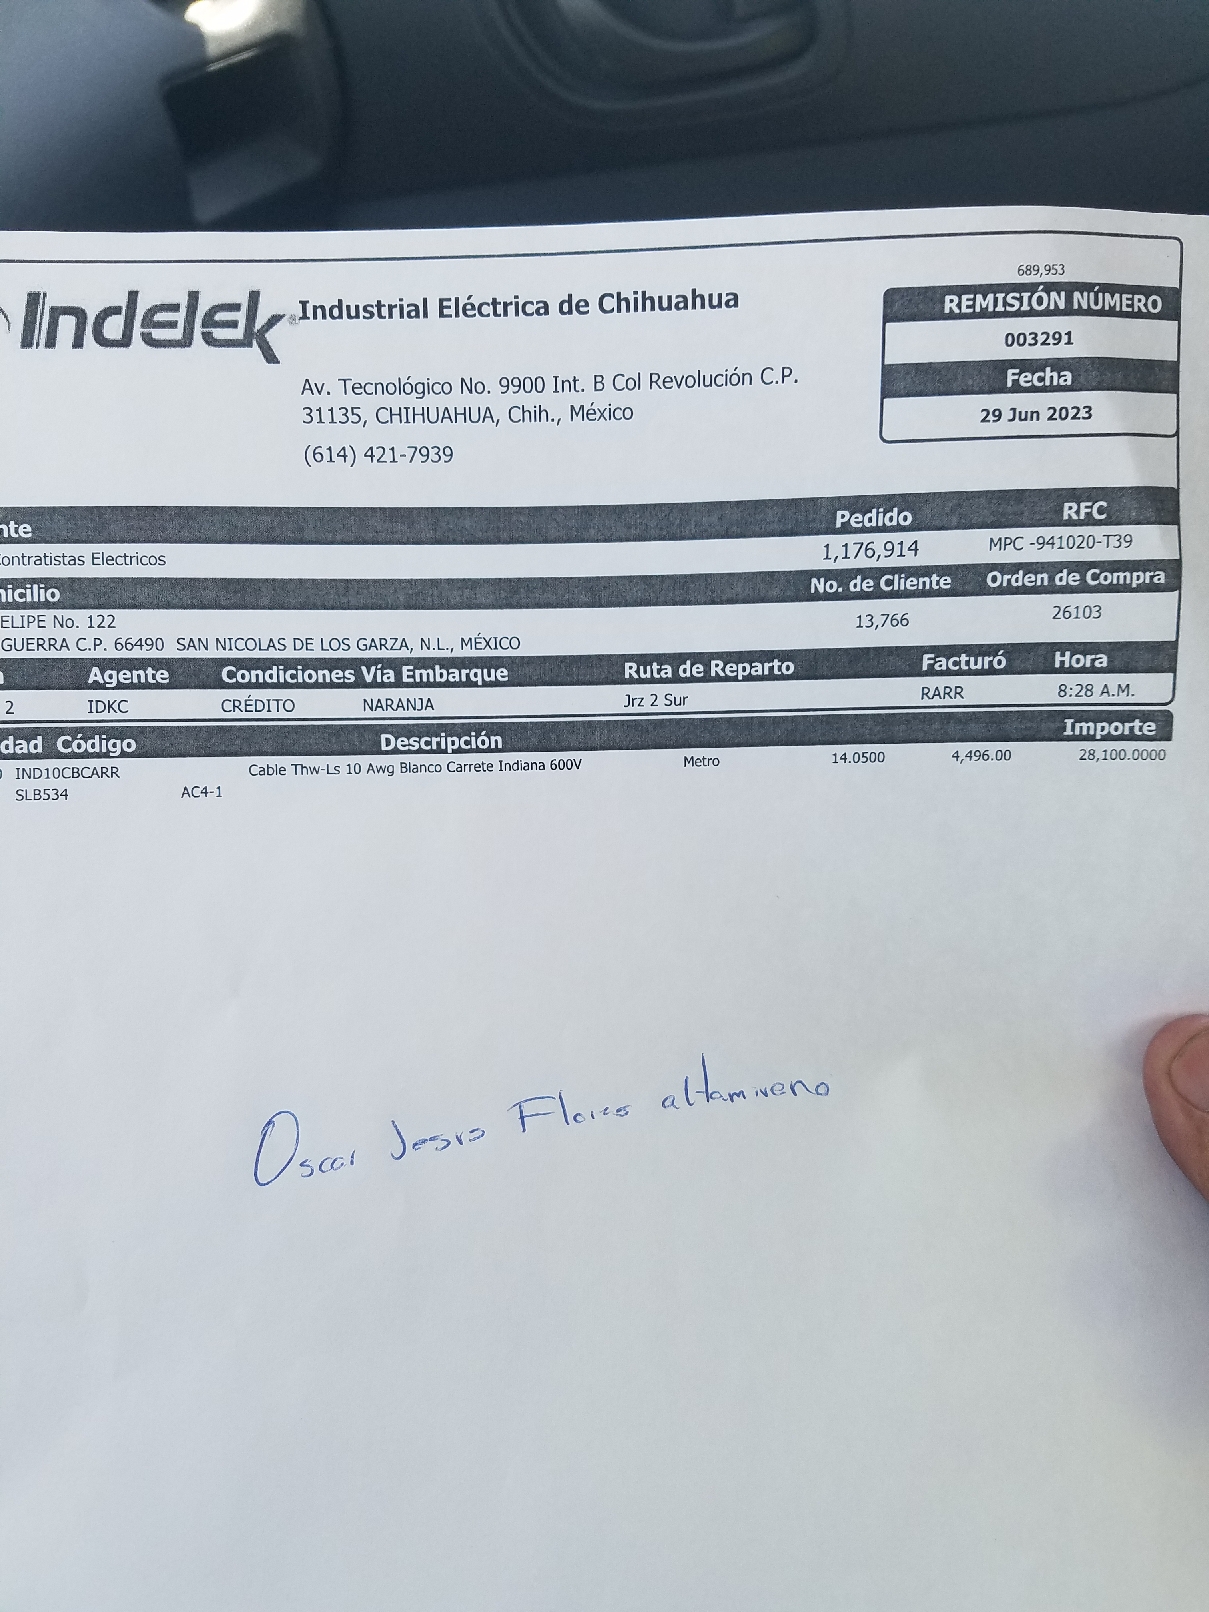 689,953
Indelek® Industrial Eléctrica de Chihuahua
REMISIÓN NÚMERO
003291
Av. Tecnológico No. 9900 Int. B Col Revolución C.P.
31135, CHIHUAHUA, Chih., México
(614) 421-7939
Fecha
29 Jun 2023
nte Pedido RFC
ontratistas Electricos 1,176,914 MPC -941020-T39
icilio No. de Cliente Orden de Compra
ELIPE No. 122 13,766 26103
GUERRA C.P. 66490 SAN NICOLAS DE LOS GARZA, N.L., MÉXICO
Agente Condiciones Vía Embarque Ruta de Reparto Facturó Hora
2 IDKC CRÉDITO NARANJA Jrz 2 Sur RARR 8:28 A.M.
dad Código Descripción Importe
IND10CBCARR Cable Thw-Ls 10 Awg Blanco Carrete Indiana 600V Metro 14.0500 4,496.00 28,100.0000
SLB534 AC4-1
Oscar Jesus Flores altamireno